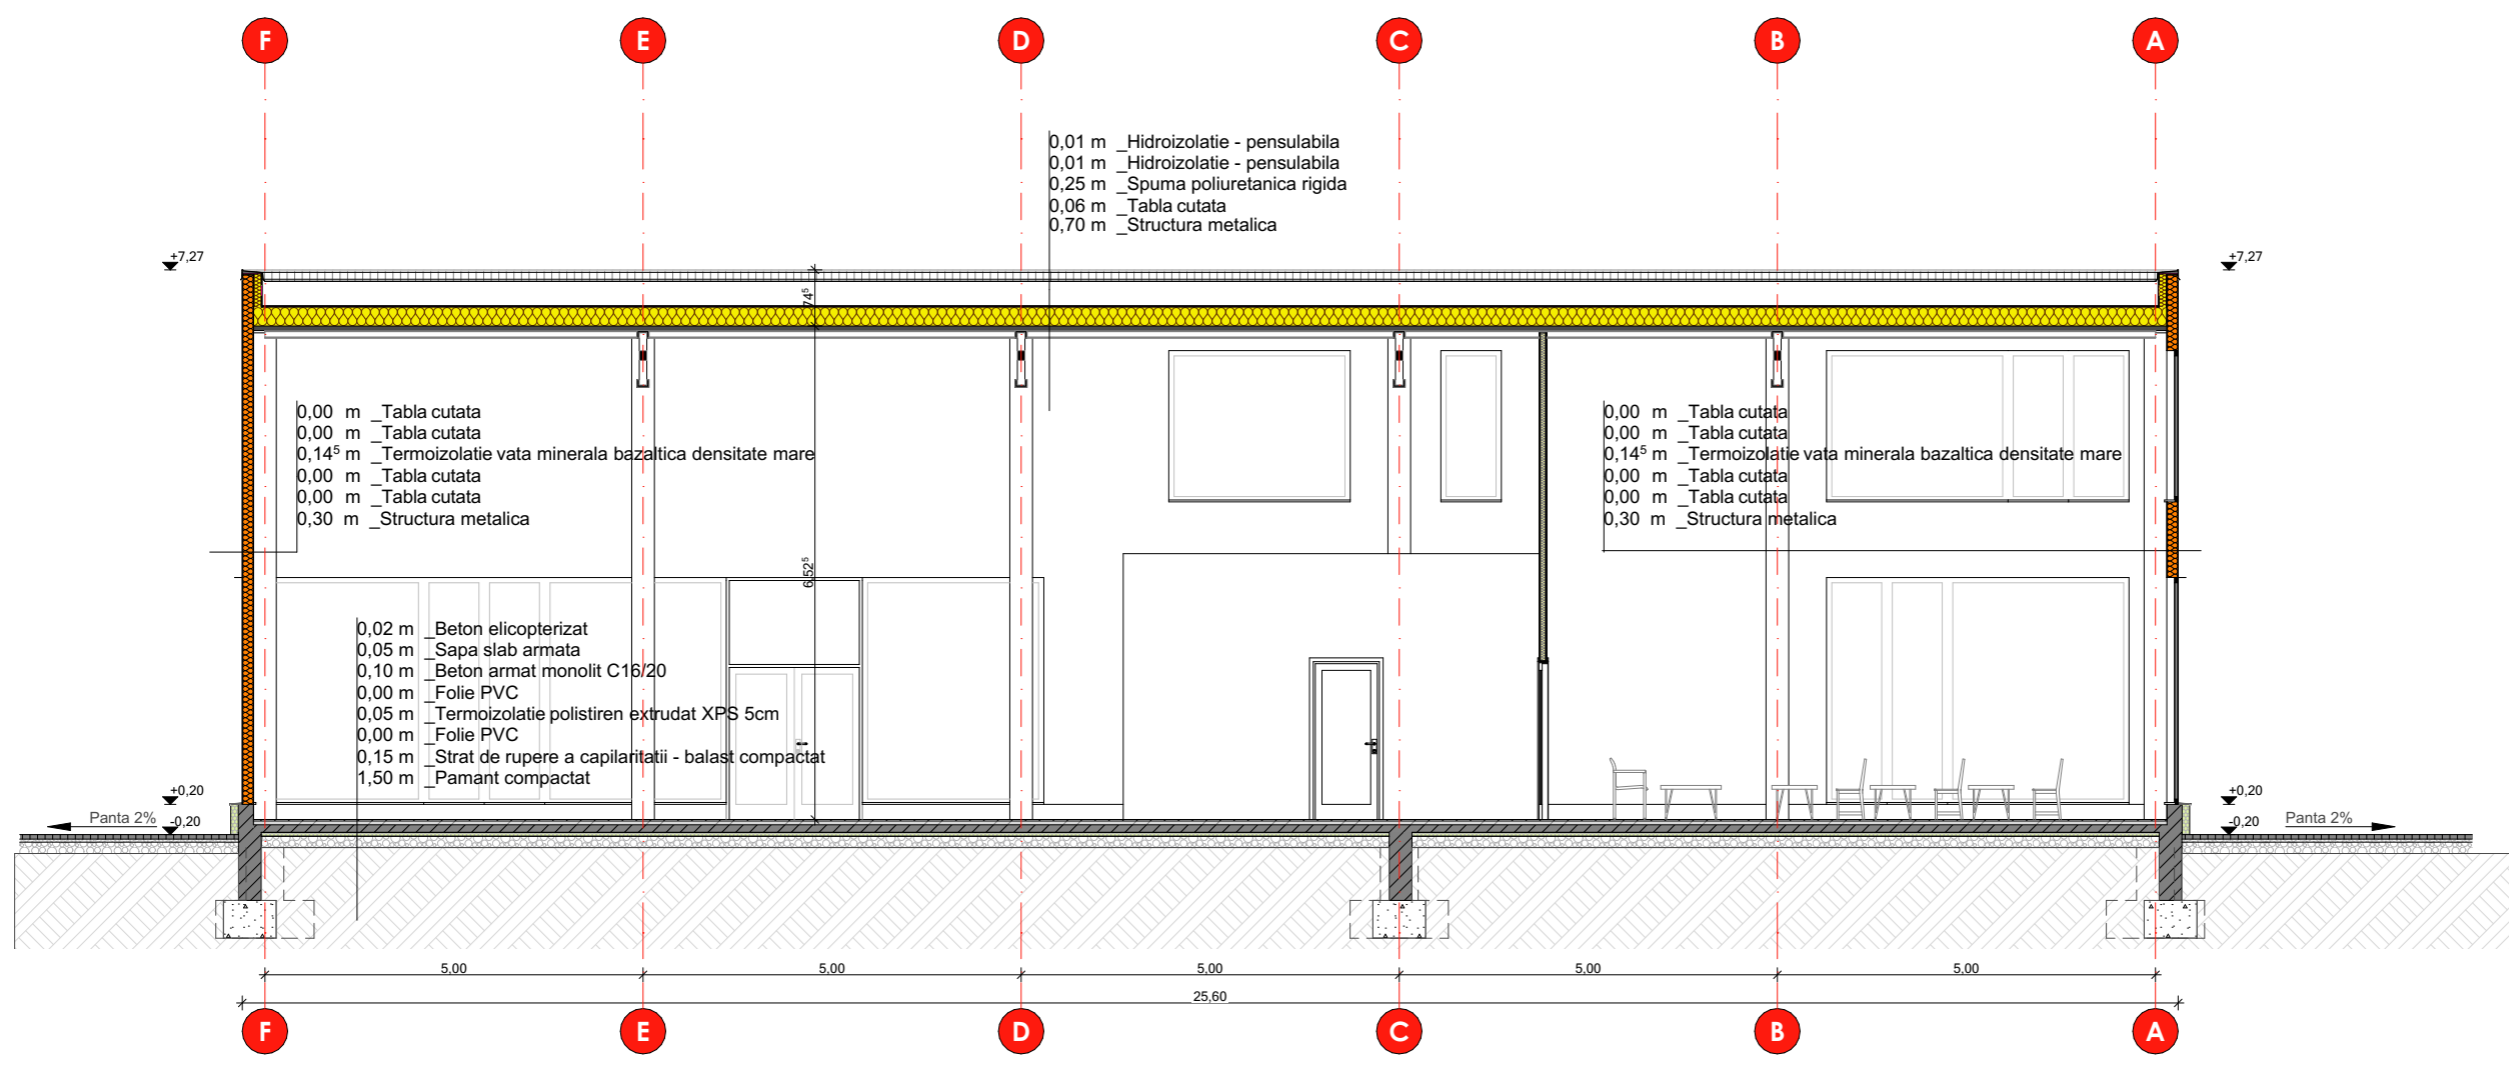 F E D C B A
0,01 m _Hidroizolatie - pensulabila
0,01 m _Hidroizolatie - pensulabila
0,25 m _Spuma poliuretanica rigida
0,06 m _Tabla cutata
0,70 m _Structura metalica
+7,27
+7,27
74⁵
0,00 m _Tabla cutata
0,00 m _Tabla cutata
0,14⁵ m _Termoizolatie vata minerala bazaltica densitate mare
0,00 m _Tabla cutata
0,00 m _Tabla cutata
0,30 m _Structura metalica
0,00 m _Tabla cutata
0,00 m _Tabla cutata
0,14⁵ m _Termoizolatie vata minerala bazaltica densitate mare
0,00 m _Tabla cutata
0,00 m _Tabla cutata
0,30 m _Structura metalica
6,52⁵
0,02 m _Beton elicopterizat
0,05 m _Sapa slab armata
0,10 m _Beton armat monolit C16/20
0,00 m _Folie PVC
0,05 m _Termoizolatie polistiren extrudat XPS 5cm
0,00 m _Folie PVC
0,15 m _Strat de rupere a capilaritatii - balast compactat
1,50 m _Pamant compactat
+0,20
+0,20
Panta 2%
-0,20
-0,20
Panta 2%
5,00 5,00 5,00 5,00 5,00
25,60
F E D C B A